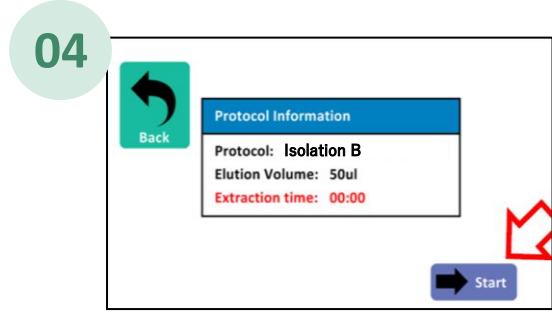 04
Back
Protocol Information
Protocol: Isolation B
Elution Volume: 50ul
Extraction time: 00:00
Start